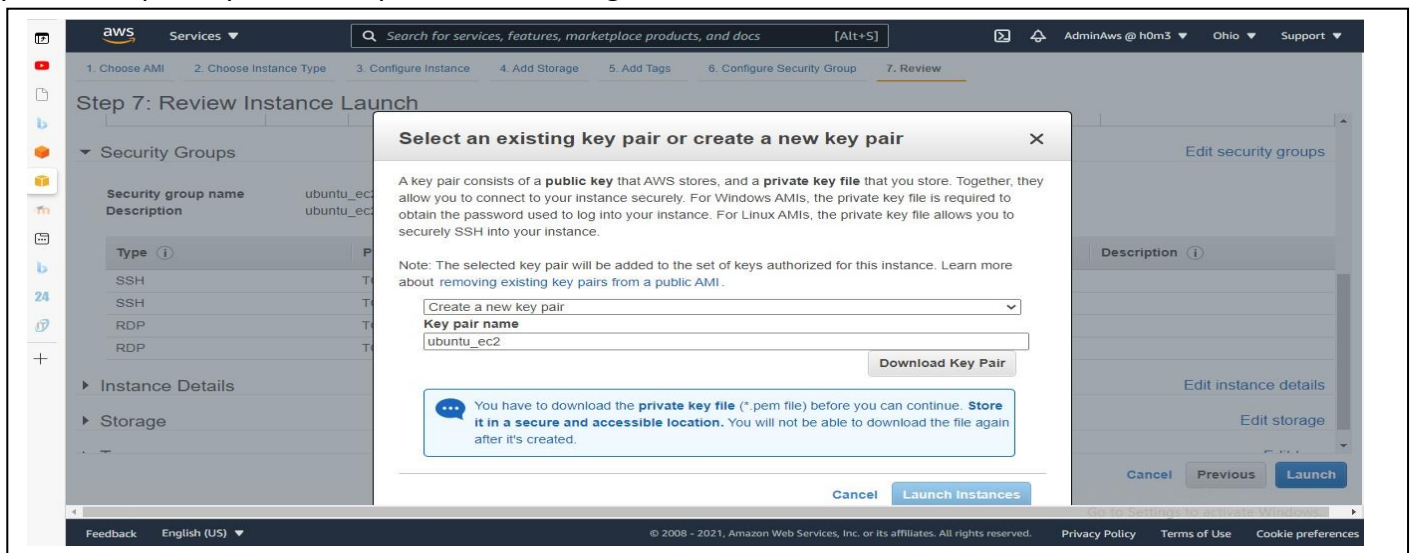 aws Services ▼ Search for services, features, marketplace products, and docs [Alt+S] AdminAws @ h0m3 ▼ Ohio ▼ Support ▼
1. Choose AMI 2. Choose Instance Type 3. Configure Instance 4. Add Storage 5. Add Tags 6. Configure Security Group 7. Review
Step 7: Review Instance Launch
Select an existing key pair or create a new key pair
Security Groups
Edit security groups
A key pair consists of a public key that AWS stores, and a private key file that you store. Together, they
allow you to connect to your instance securely. For Windows AMIs, the private key file is required to
obtain the password used to log into your instance. For Linux AMIs, the private key file allows you to
securely SSH into your instance.
Security group name ubuntu_ec
Description ubuntu_ec
Type
Description
Note: The selected key pair will be added to the set of keys authorized for this instance. Learn more
about removing existing key pairs from a public AMI.
SSH
SSH
RDP
RDP
Create a new key pair
Key pair name
ubuntu_ec2
Download Key Pair
Instance Details
Edit instance details
You have to download the private key file (*.pem file) before you can continue. Store
it in a secure and accessible location. You will not be able to download the file again
after it's created.
Storage
Edit storage
Cancel Previous Launch
Cancel Launch Instances
Go to Settings to activate Windows.
Feedback English (US) ▼ © 2008 - 2021, Amazon Web Services, Inc. or its affiliates. All rights reserved. Privacy Policy Terms of Use Cookie preferences
24